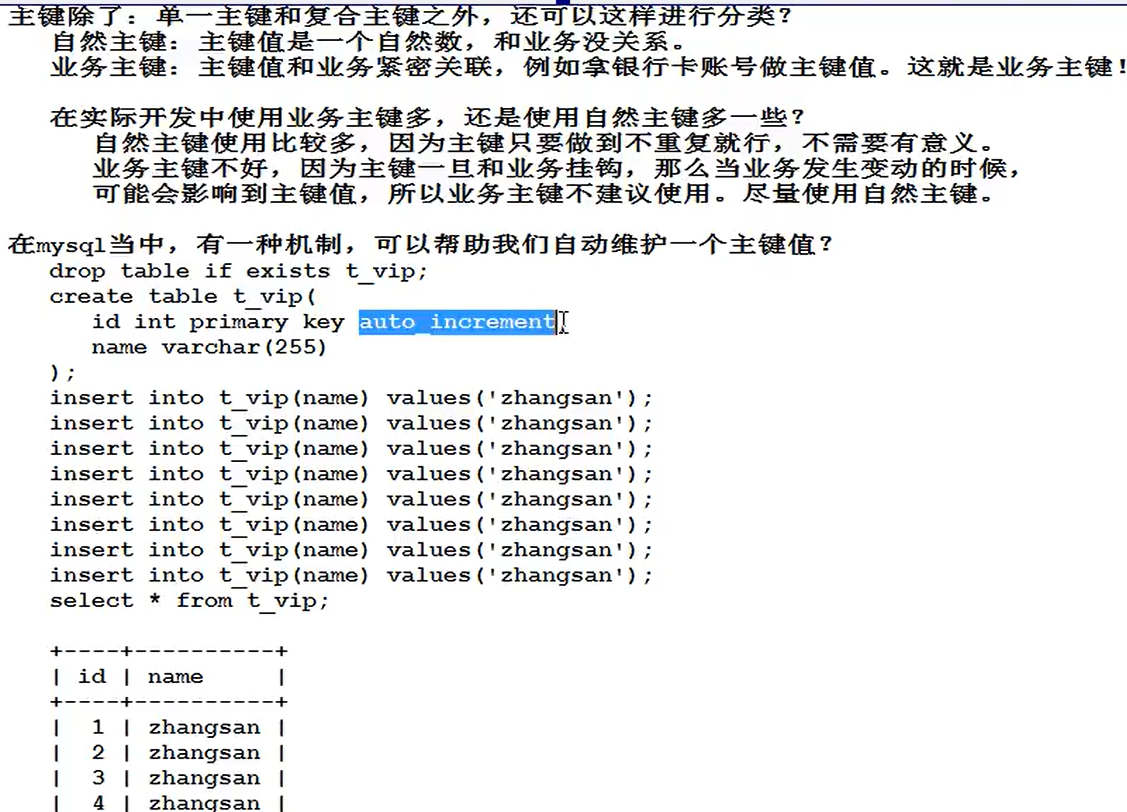 主键除了：单一主键和复合主键之外，还可以这样进行分类？
自然主键：主键值是一个自然数，和业务没关系。
业务主键：主键值和业务紧密关联，例如拿银行卡账号做主键值。这就是业务主键！
在实际开发中使用业务主键多，还是使用自然主键多一些？
自然主键使用比较多，因为主键只要做到不重复就行，不需要有意义。
业务主键不好，因为主键一旦和业务挂钩，那么当业务发生变动的时候，
可能会影响到主键值，所以业务主键不建议使用。尽量使用自然主键。
在mysql当中，有一种机制，可以帮助我们自动维护一个主键值？
drop table if exists t_vip;
create table t_vip(
id int primary key auto_increment,
name varchar(255)
);
insert into t_vip(name) values('zhangsan');
insert into t_vip(name) values('zhangsan');
insert into t_vip(name) values('zhangsan');
insert into t_vip(name) values('zhangsan');
insert into t_vip(name) values('zhangsan');
insert into t_vip(name) values('zhangsan');
insert into t_vip(name) values('zhangsan');
insert into t_vip(name) values('zhangsan');
select * from t_vip;
+----+----------+
| id | name     |
+----+----------+
|  1 | zhangsan |
|  2 | zhangsan |
|  3 | zhangsan |
|  4 | zhangsan |